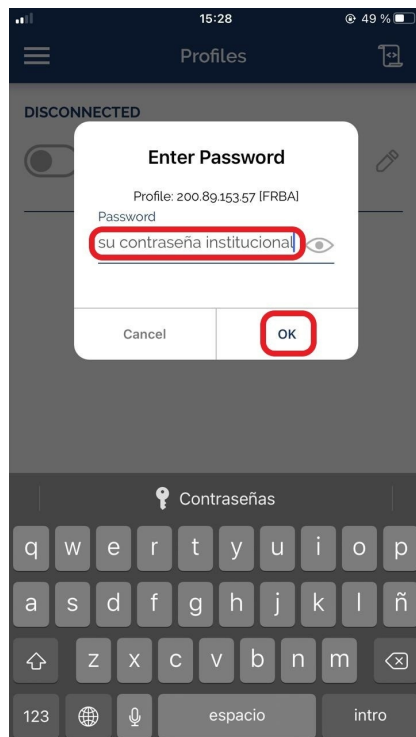 15:28
49 %
Profiles
DISCONNECTED
Enter Password
Profile: 200.89.153.57 [FRBA]
Password
su contraseña institucional
Cancel OK
Contraseñas
q w e r t y u i o p
a s d f g h j k l ñ
z x c v b n m
123 espacio intro